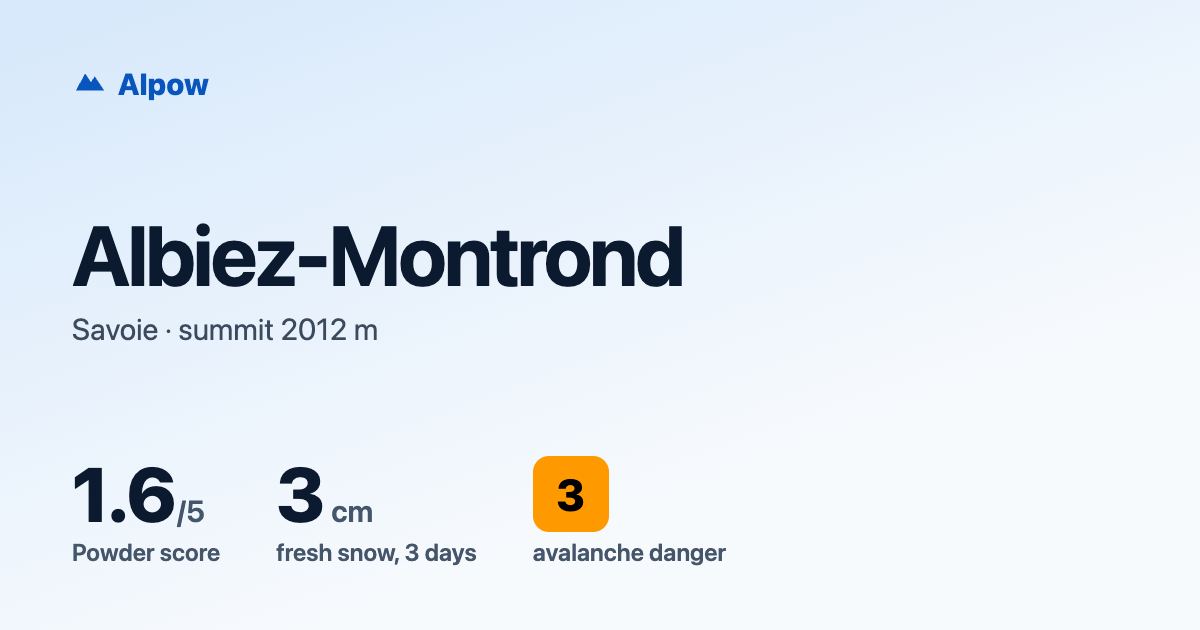 Alpow
Albiez-Montrond
Savoie · summit 2012 m
1.6/5
Powder score
3 cm
fresh snow, 3 days
3
avalanche danger